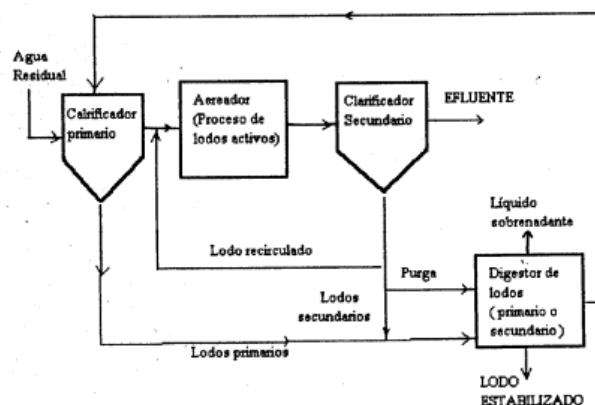 Agua
Residual
Calrificador
primario
Aereador
(Proceso de
lodos activos)
Clarificador
Secundario
EFLUENTE
Líquido
sobrenadante
Lodo recirculado
Purga
Digestor de
lodos
( primario o
secundario)
Lodos
secundarios
Lodos primarios
LODO
ESTABILIZADO